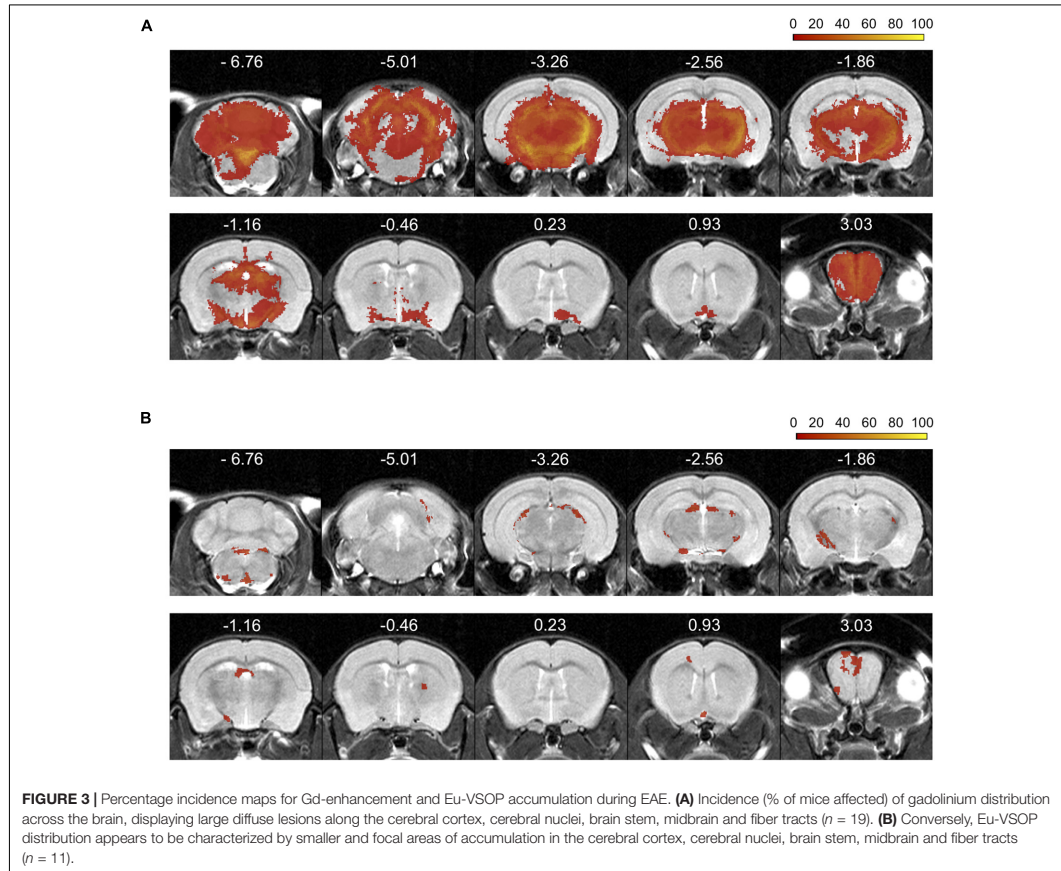 A
0 20 40 60 80 100
- 6.76 -5.01 -3.26 -2.56 -1.86
-1.16 -0.46 0.23 0.93 3.03
B
0 20 40 60 80 100
- 6.76 -5.01 -3.26 -2.56 -1.86
-1.16 -0.46 0.23 0.93 3.03
FIGURE 3 | Percentage incidence maps for Gd-enhancement and Eu-VSOP accumulation during EAE. (A) Incidence (% of mice affected) of gadolinium distribution
across the brain, displaying large diffuse lesions along the cerebral cortex, cerebral nuclei, brain stem, midbrain and fiber tracts (n = 19). (B) Conversely, Eu-VSOP
distribution appears to be characterized by smaller and focal areas of accumulation in the cerebral cortex, cerebral nuclei, brain stem, midbrain and fiber tracts
(n = 11).